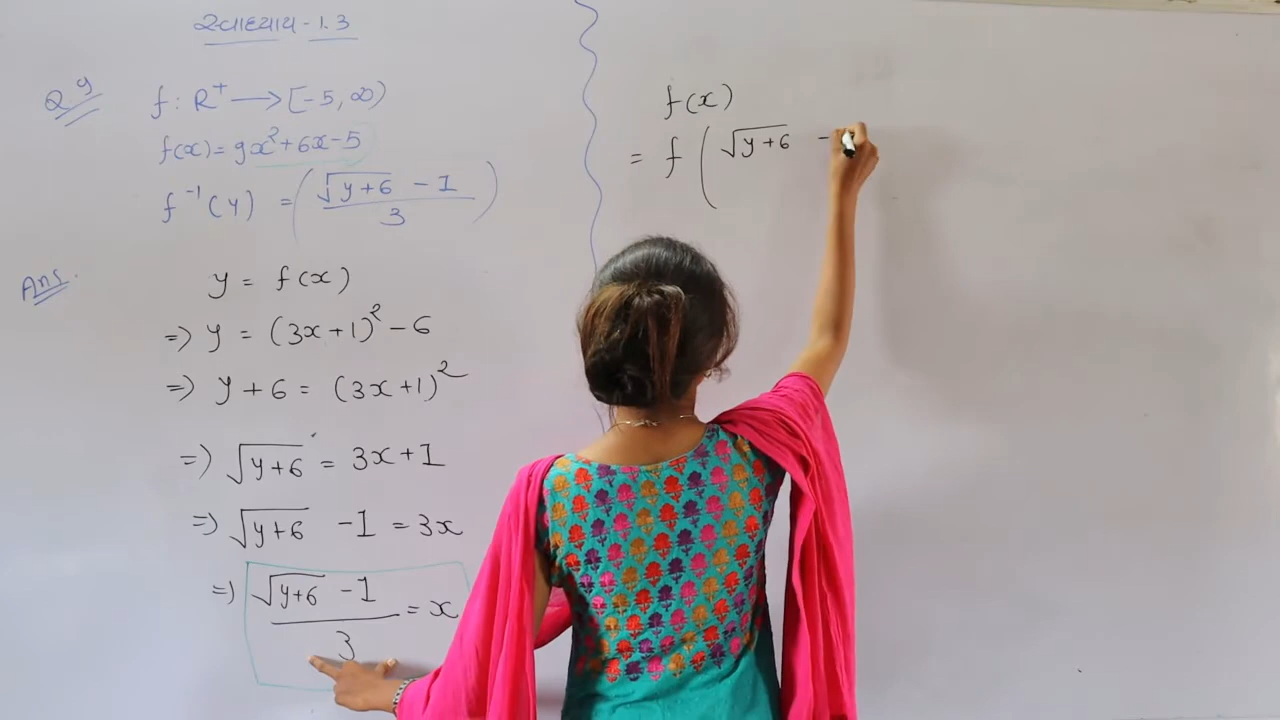 સ્વાધ્યાય-1.3
Q 9
f : R⁺ ⟶ [-5, ∞)
f(x) = 9x² + 6x - 5
f⁻¹(y) = (√(y+6) - 1 / 3)
Ans.
y = f(x)
⇒ y = (3x+1)² - 6
⇒ y + 6 = (3x+1)²
⇒ √(y+6) = 3x+1
⇒ √(y+6) - 1 = 3x
⇒ √(y+6) - 1 / 3 = x
f(x)
= f ( √(y+6) -